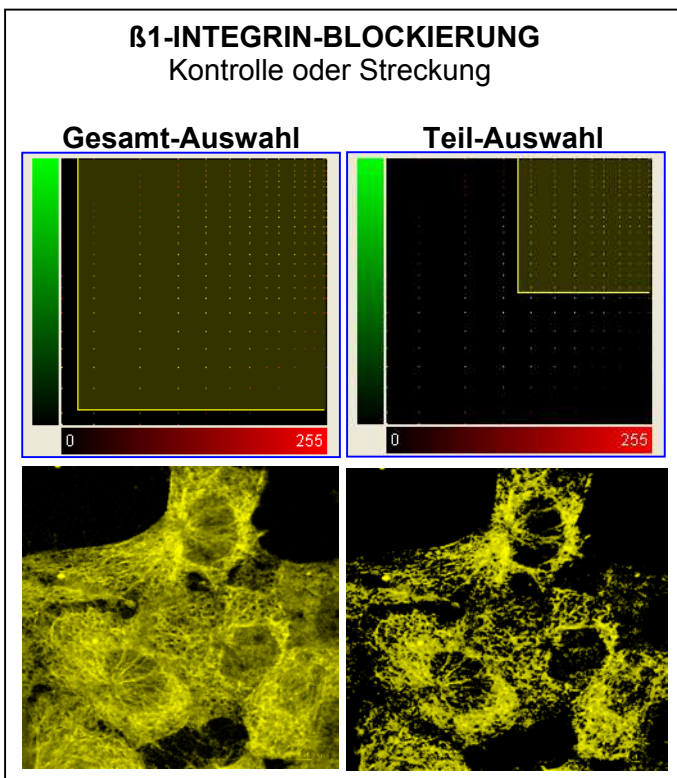 ß1-INTEGRIN-BLOCKIERUNG
Kontrolle oder Streckung
Gesamt-Auswahl
Teil-Auswahl
0 255
0 255